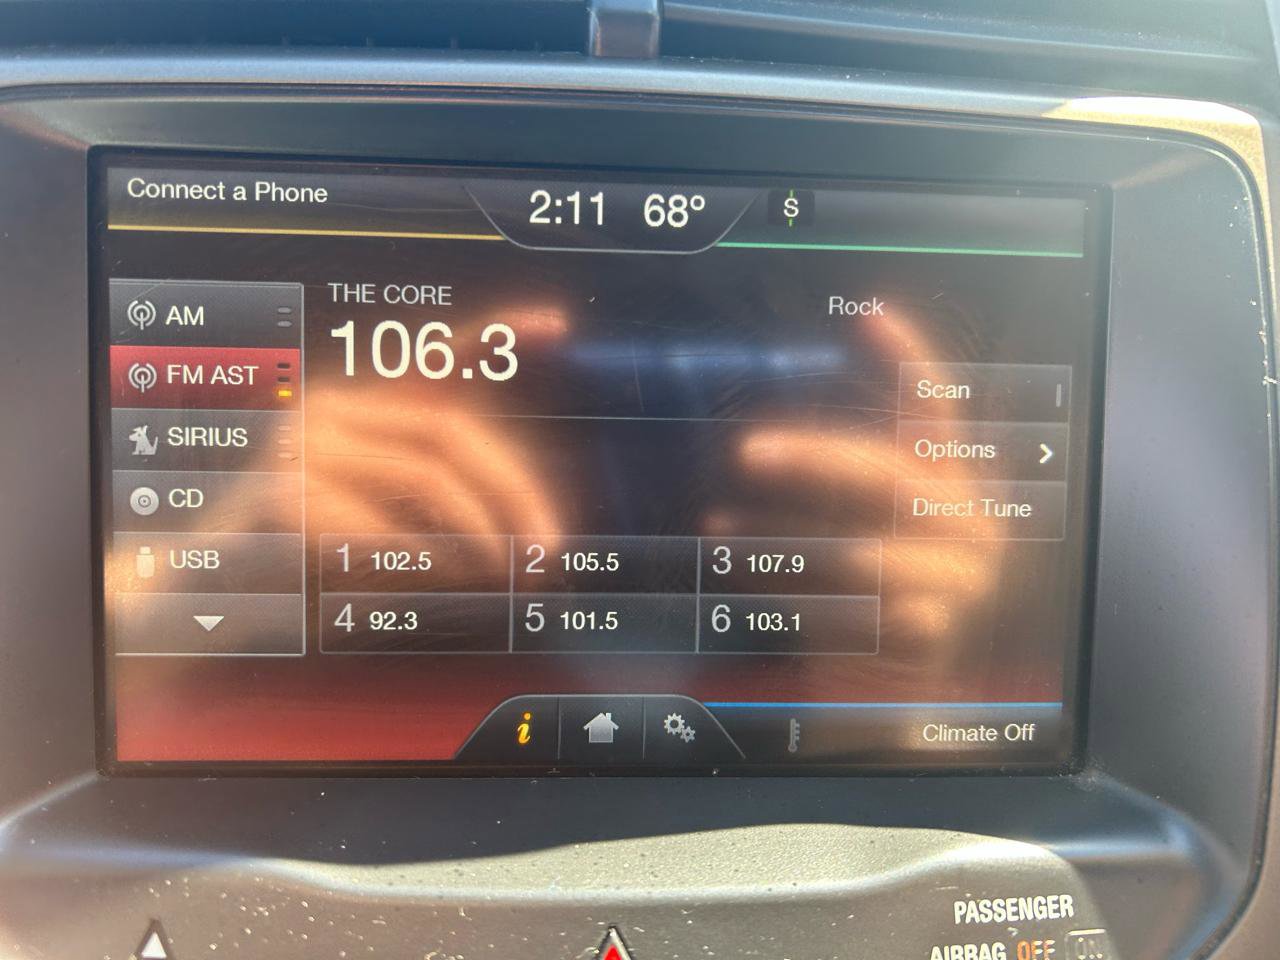 Connect a Phone
2:11 68° S
THE CORE
106.3
Rock
AM
FM AST
SIRIUS
CD
USB
Scan
Options
Direct Tune
1 102.5 2 105.5 3 107.9
4 92.3 5 101.5 6 103.1
i
Climate Off
PASSENGER
AIRBAG OFF ON